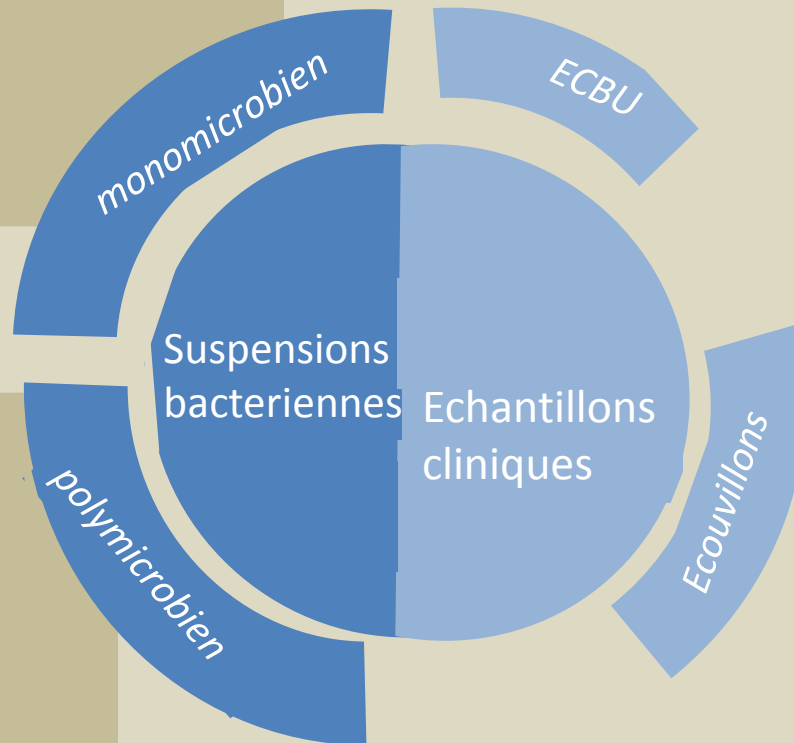 monomicrobien
ECBU
Suspensions
bacteriennes
Echantillons
cliniques
polymicrobien
Ecouvillons